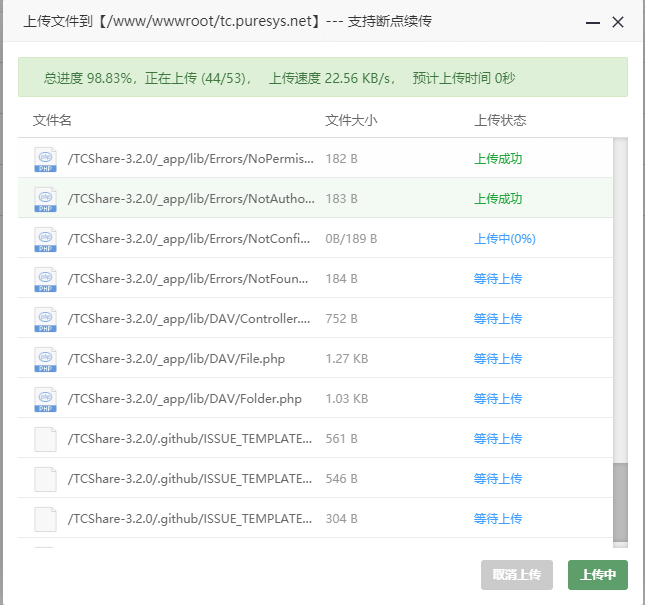 上传文件到【/www/wwwroot/tc.puresys.net】--- 支持断点续传
总进度 98.83%，正在上传 (44/53)， 上传速度 22.56 KB/s， 预计上传时间 0秒
文件名 文件大小 上传状态
PHP /TCShare-3.2.0/_app/lib/Errors/NoPermis... 182 B 上传成功
PHP /TCShare-3.2.0/_app/lib/Errors/NotAutho... 183 B 上传成功
PHP /TCShare-3.2.0/_app/lib/Errors/NotConfi... 0B/189 B 上传中(0%)
PHP /TCShare-3.2.0/_app/lib/Errors/NotFoun... 184 B 等待上传
PHP /TCShare-3.2.0/_app/lib/DAV/Controller.... 752 B 等待上传
PHP /TCShare-3.2.0/_app/lib/DAV/File.php 1.27 KB 等待上传
PHP /TCShare-3.2.0/_app/lib/DAV/Folder.php 1.03 KB 等待上传
/TCShare-3.2.0/.github/ISSUE_TEMPLATE... 561 B 等待上传
/TCShare-3.2.0/.github/ISSUE_TEMPLATE... 546 B 等待上传
/TCShare-3.2.0/.github/ISSUE_TEMPLATE... 304 B 等待上传
取消上传 上传中